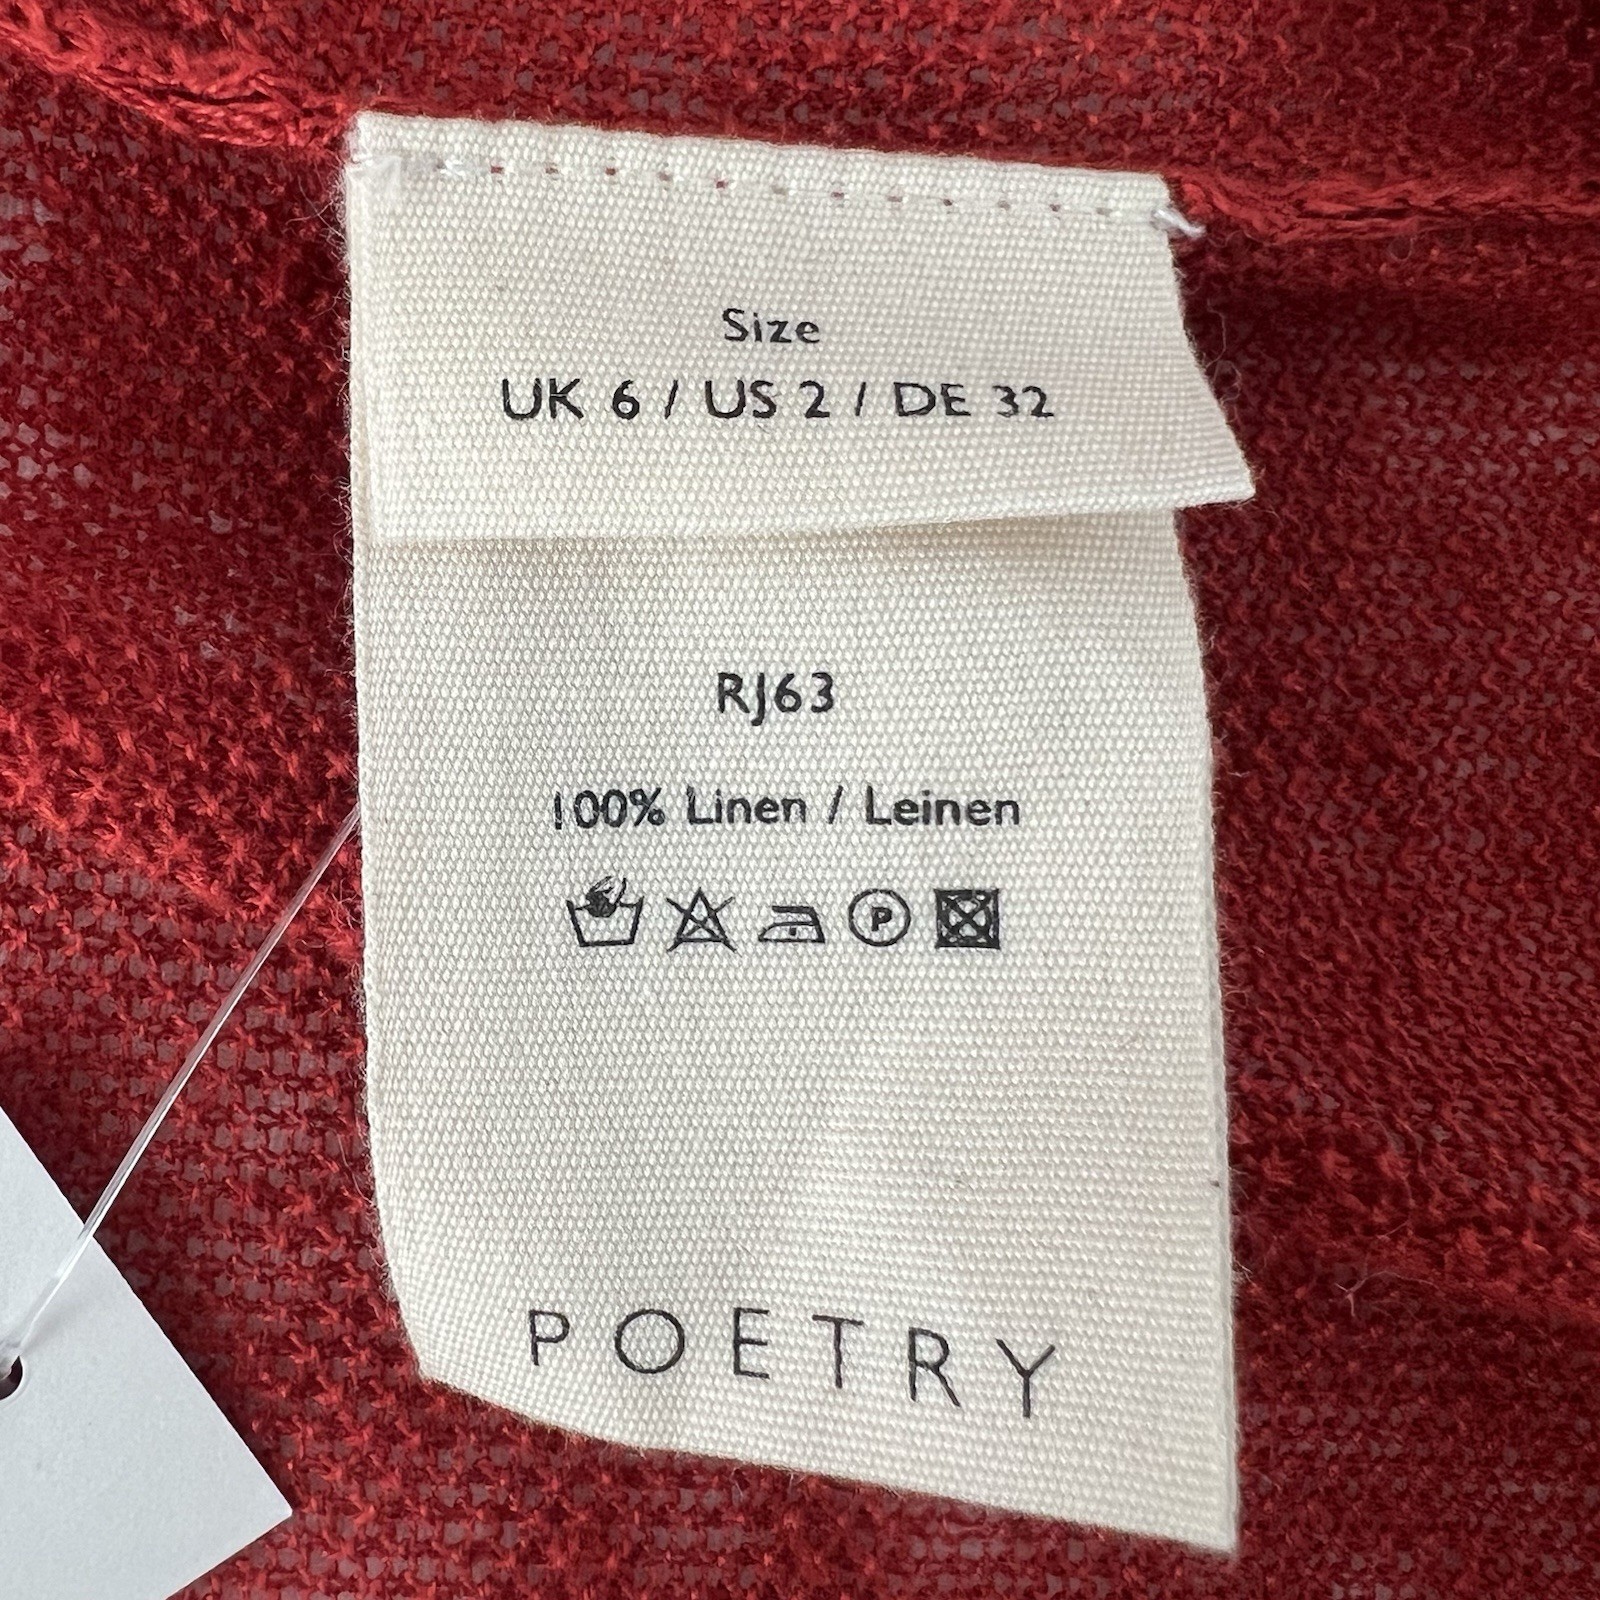 Size
UK 6 / US 2 / DE 32
RJ63
100% Linen / Leinen
P
POETRY